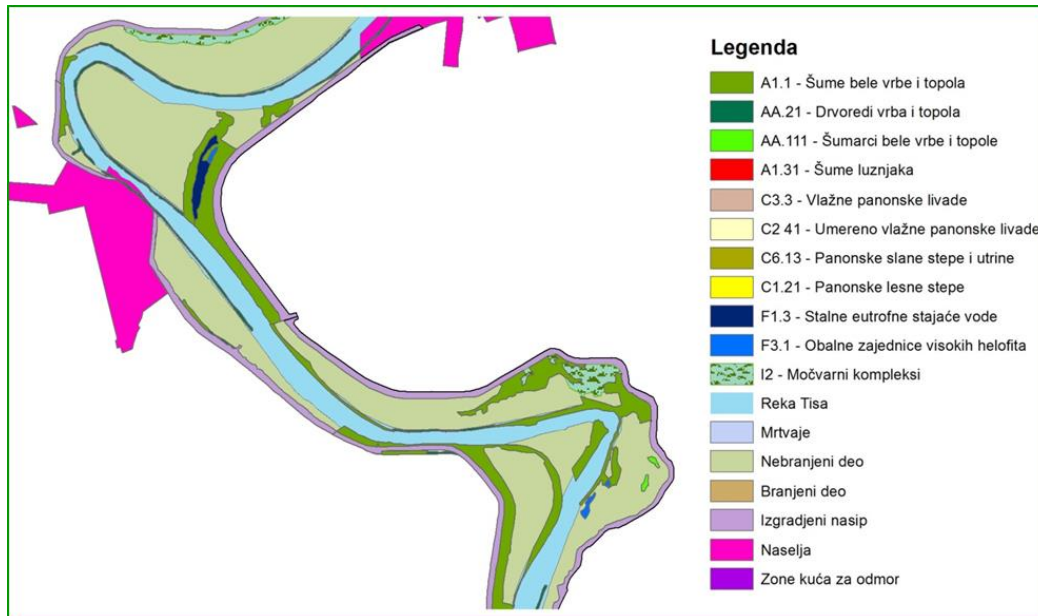 Legenda
A1.1 - Šume bele vrbe i topola
AA.21 - Drvoredi vrba i topola
AA.111 - Šumarci bele vrbe i topole
A1.31 - Šume luznjaka
C3.3 - Vlažne panonske livade
C2 41 - Umereno vlažne panonske livade
C6.13 - Panonske slane stepe i utrine
C1.21 - Panonske lesne stepe
F1.3 - Stalne eutrofne stajaće vode
F3.1 - Obalne zajednice visokih helofita
I2 - Močvarni kompleksi
Reka Tisa
Mrtvaje
Nebranjeni deo
Branjeni deo
Izgradjeni nasip
Naselja
Zone kuća za odmor